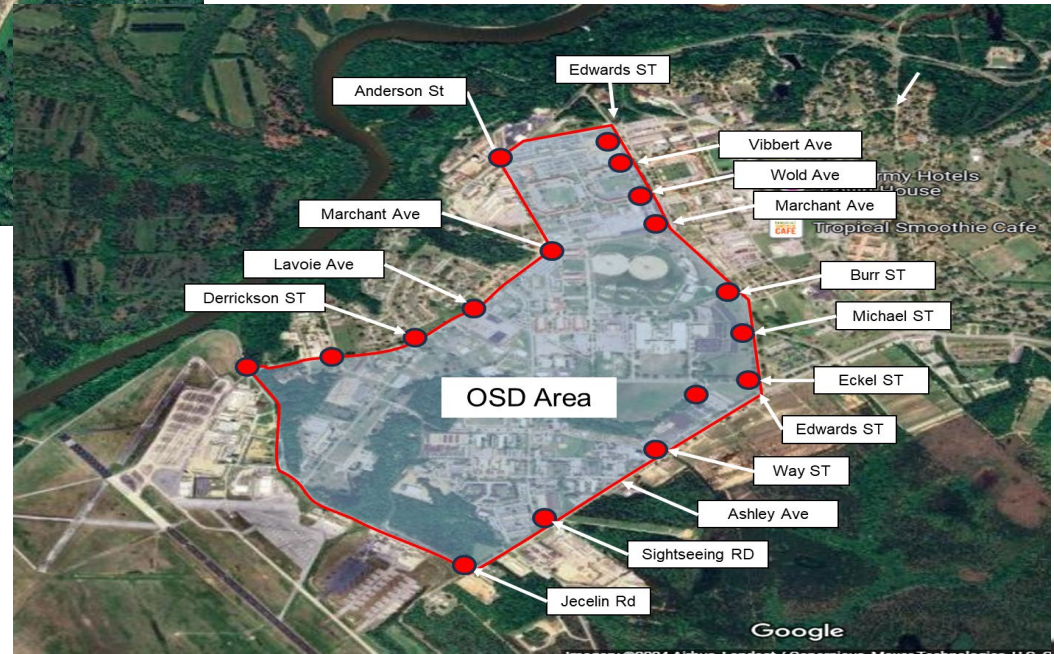 Edwards ST
Anderson St
Vibbert Ave
Wold Ave
rmy Hotels
House
Marchant Ave
Marchant Ave
Tropical Smoothie Cafe
Lavoie Ave
Burr ST
Derrickson ST
Michael ST
Eckel ST
OSD Area
Edwards ST
Way ST
Ashley Ave
Sightseeing RD
Jecelin Rd
Google